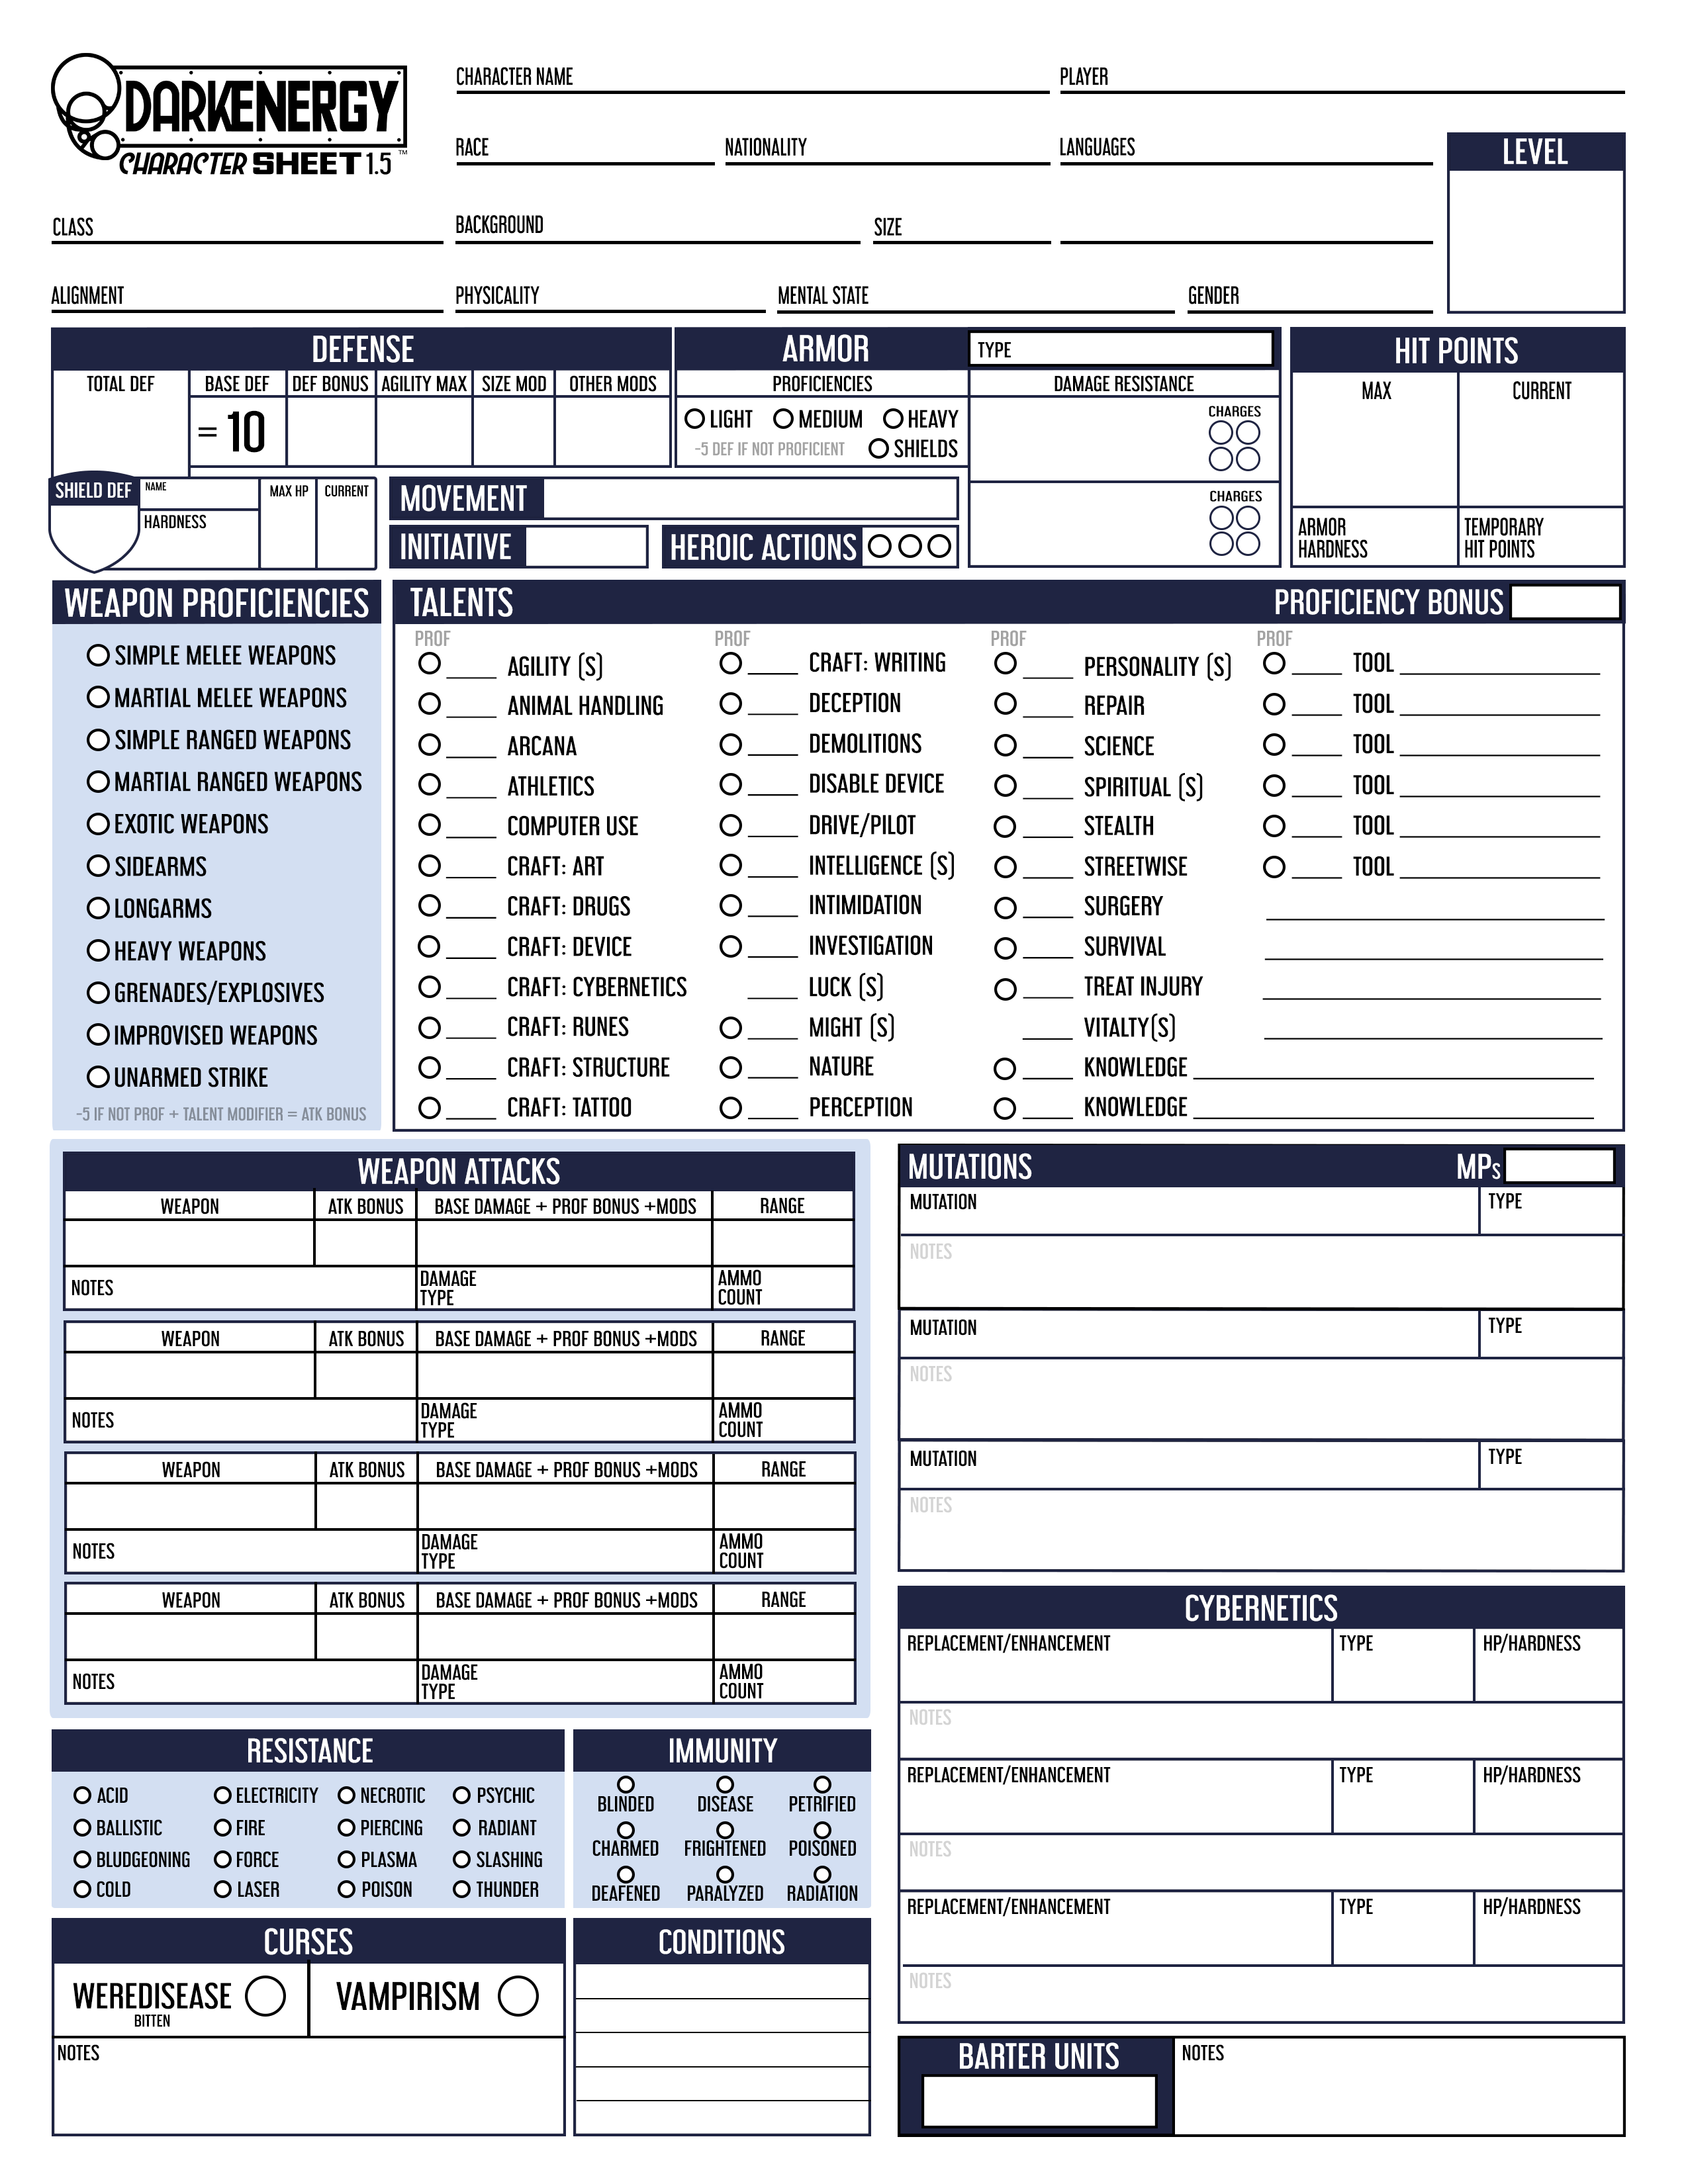 DARKENERGY
CHARACTER SHEET 1.5™
CHARACTER NAME
PLAYER
RACE
NATIONALITY
LANGUAGES
LEVEL
CLASS
BACKGROUND
SIZE
ALIGNMENT
PHYSICALITY
MENTAL STATE
GENDER
DEFENSE
TOTAL DEF
BASE DEF
DEF BONUS
AGILITY MAX
SIZE MOD
OTHER MODS
= 10
SHIELD DEF
NAME
HARDNESS
MAX HP
CURRENT
ARMOR
TYPE
PROFICIENCIES
DAMAGE RESISTANCE
LIGHT
MEDIUM
HEAVY
-5 DEF IF NOT PROFICIENT
SHIELDS
CHARGES
CHARGES
MOVEMENT
INITIATIVE
HEROIC ACTIONS
HIT POINTS
MAX
CURRENT
ARMOR
HARDNESS
TEMPORARY
HIT POINTS
WEAPON PROFICIENCIES
SIMPLE MELEE WEAPONS
MARTIAL MELEE WEAPONS
SIMPLE RANGED WEAPONS
MARTIAL RANGED WEAPONS
EXOTIC WEAPONS
SIDEARMS
LONGARMS
HEAVY WEAPONS
GRENADES/EXPLOSIVES
IMPROVISED WEAPONS
UNARMED STRIKE
-5 IF NOT PROF + TALENT MODIFIER = ATK BONUS
TALENTS
PROFICIENCY BONUS
PROF
AGILITY (S)
ANIMAL HANDLING
ARCANA
ATHLETICS
COMPUTER USE
CRAFT: ART
CRAFT: DRUGS
CRAFT: DEVICE
CRAFT: CYBERNETICS
CRAFT: RUNES
CRAFT: STRUCTURE
CRAFT: TATTOO
PROF
CRAFT: WRITING
DECEPTION
DEMOLITIONS
DISABLE DEVICE
DRIVE/PILOT
INTELLIGENCE (S)
INTIMIDATION
INVESTIGATION
LUCK (S)
MIGHT (S)
NATURE
PERCEPTION
PROF
PERSONALITY (S)
REPAIR
SCIENCE
SPIRITUAL (S)
STEALTH
STREETWISE
SURGERY
SURVIVAL
TREAT INJURY
VITALTY(S)
KNOWLEDGE
KNOWLEDGE
PROF
TOOL
TOOL
TOOL
TOOL
TOOL
TOOL
WEAPON ATTACKS
WEAPON
ATK BONUS
BASE DAMAGE + PROF BONUS +MODS
RANGE
NOTES
DAMAGE
TYPE
AMMO
COUNT
WEAPON
ATK BONUS
BASE DAMAGE + PROF BONUS +MODS
RANGE
NOTES
DAMAGE
TYPE
AMMO
COUNT
WEAPON
ATK BONUS
BASE DAMAGE + PROF BONUS +MODS
RANGE
NOTES
DAMAGE
TYPE
AMMO
COUNT
WEAPON
ATK BONUS
BASE DAMAGE + PROF BONUS +MODS
RANGE
NOTES
DAMAGE
TYPE
AMMO
COUNT
MUTATIONS
MPs
MUTATION
TYPE
NOTES
MUTATION
TYPE
NOTES
MUTATION
TYPE
NOTES
CYBERNETICS
REPLACEMENT/ENHANCEMENT
TYPE
HP/HARDNESS
NOTES
REPLACEMENT/ENHANCEMENT
TYPE
HP/HARDNESS
NOTES
REPLACEMENT/ENHANCEMENT
TYPE
HP/HARDNESS
NOTES
RESISTANCE
ACID
ELECTRICITY
NECROTIC
PSYCHIC
BALLISTIC
FIRE
PIERCING
RADIANT
BLUDGEONING
FORCE
PLASMA
SLASHING
COLD
LASER
POISON
THUNDER
IMMUNITY
BLINDED
DISEASE
PETRIFIED
CHARMED
FRIGHTENED
POISONED
DEAFENED
PARALYZED
RADIATION
CURSES
WEREDISEASE
BITTEN
VAMPIRISM
NOTES
CONDITIONS
BARTER UNITS
NOTES